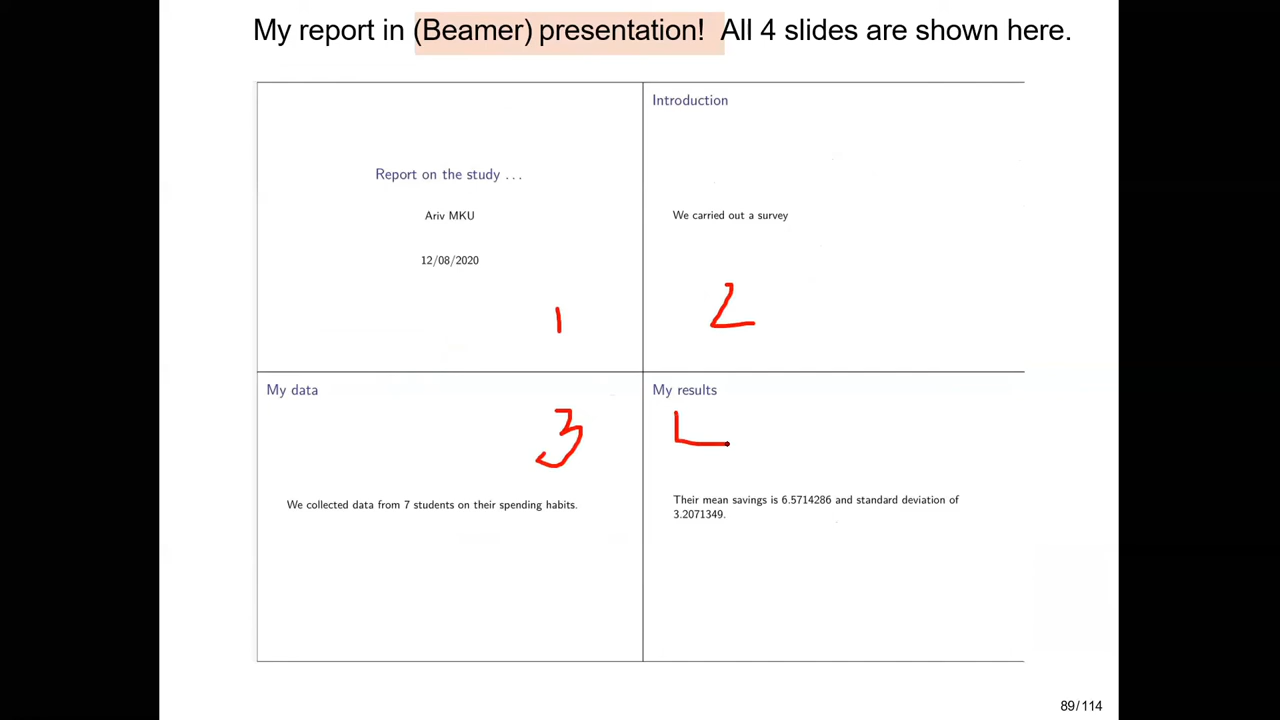 My report in (Beamer) presentation! All 4 slides are shown here.
Report on the study ...
Ariv MKU
12/08/2020
1
Introduction
We carried out a survey
2
My data
3
We collected data from 7 students on their spending habits.
My results
Their mean savings is 6.5714286 and standard deviation of
3.2071349.
89/114